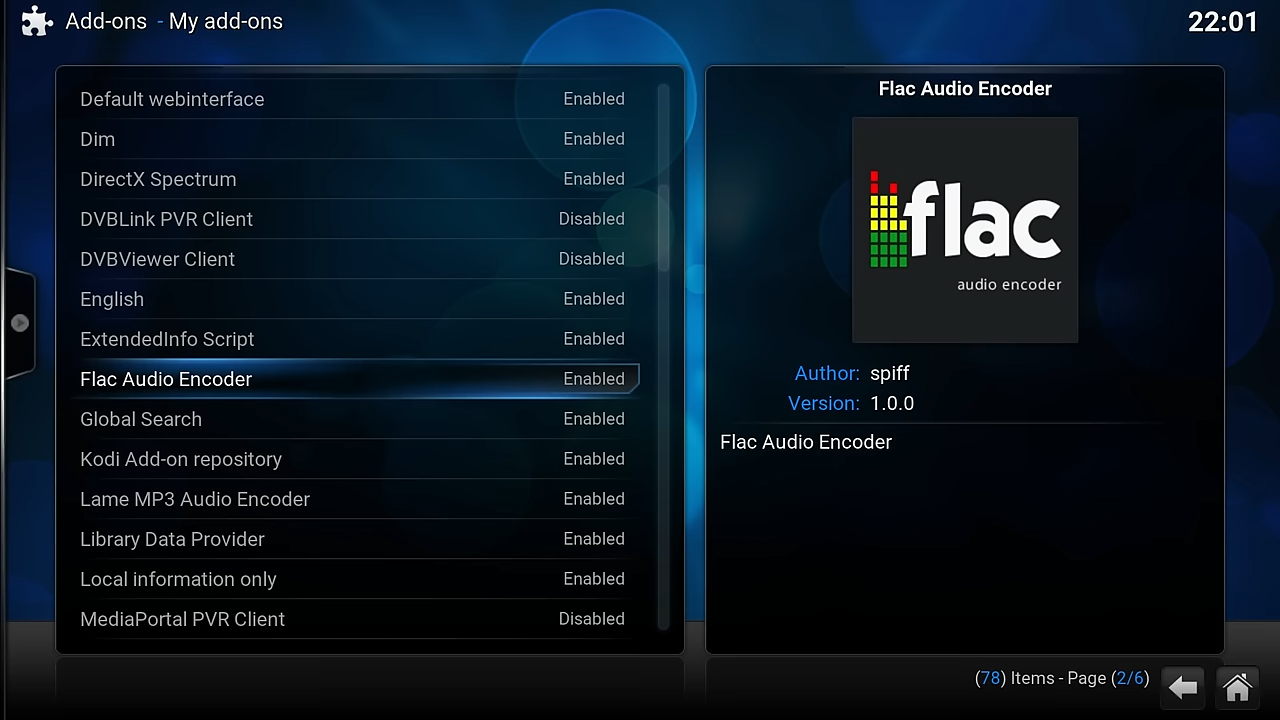 Add-ons - My add-ons
22:01
Default webinterface Enabled
Dim Enabled
DirectX Spectrum Enabled
DVBLink PVR Client Disabled
DVBViewer Client Disabled
English Enabled
ExtendedInfo Script Enabled
Flac Audio Encoder Enabled
Global Search Enabled
Kodi Add-on repository Enabled
Lame MP3 Audio Encoder Enabled
Library Data Provider Enabled
Local information only Enabled
MediaPortal PVR Client Disabled
Flac Audio Encoder
flac
audio encoder
Author: spiff
Version: 1.0.0
Flac Audio Encoder
(78) Items - Page (2/6)